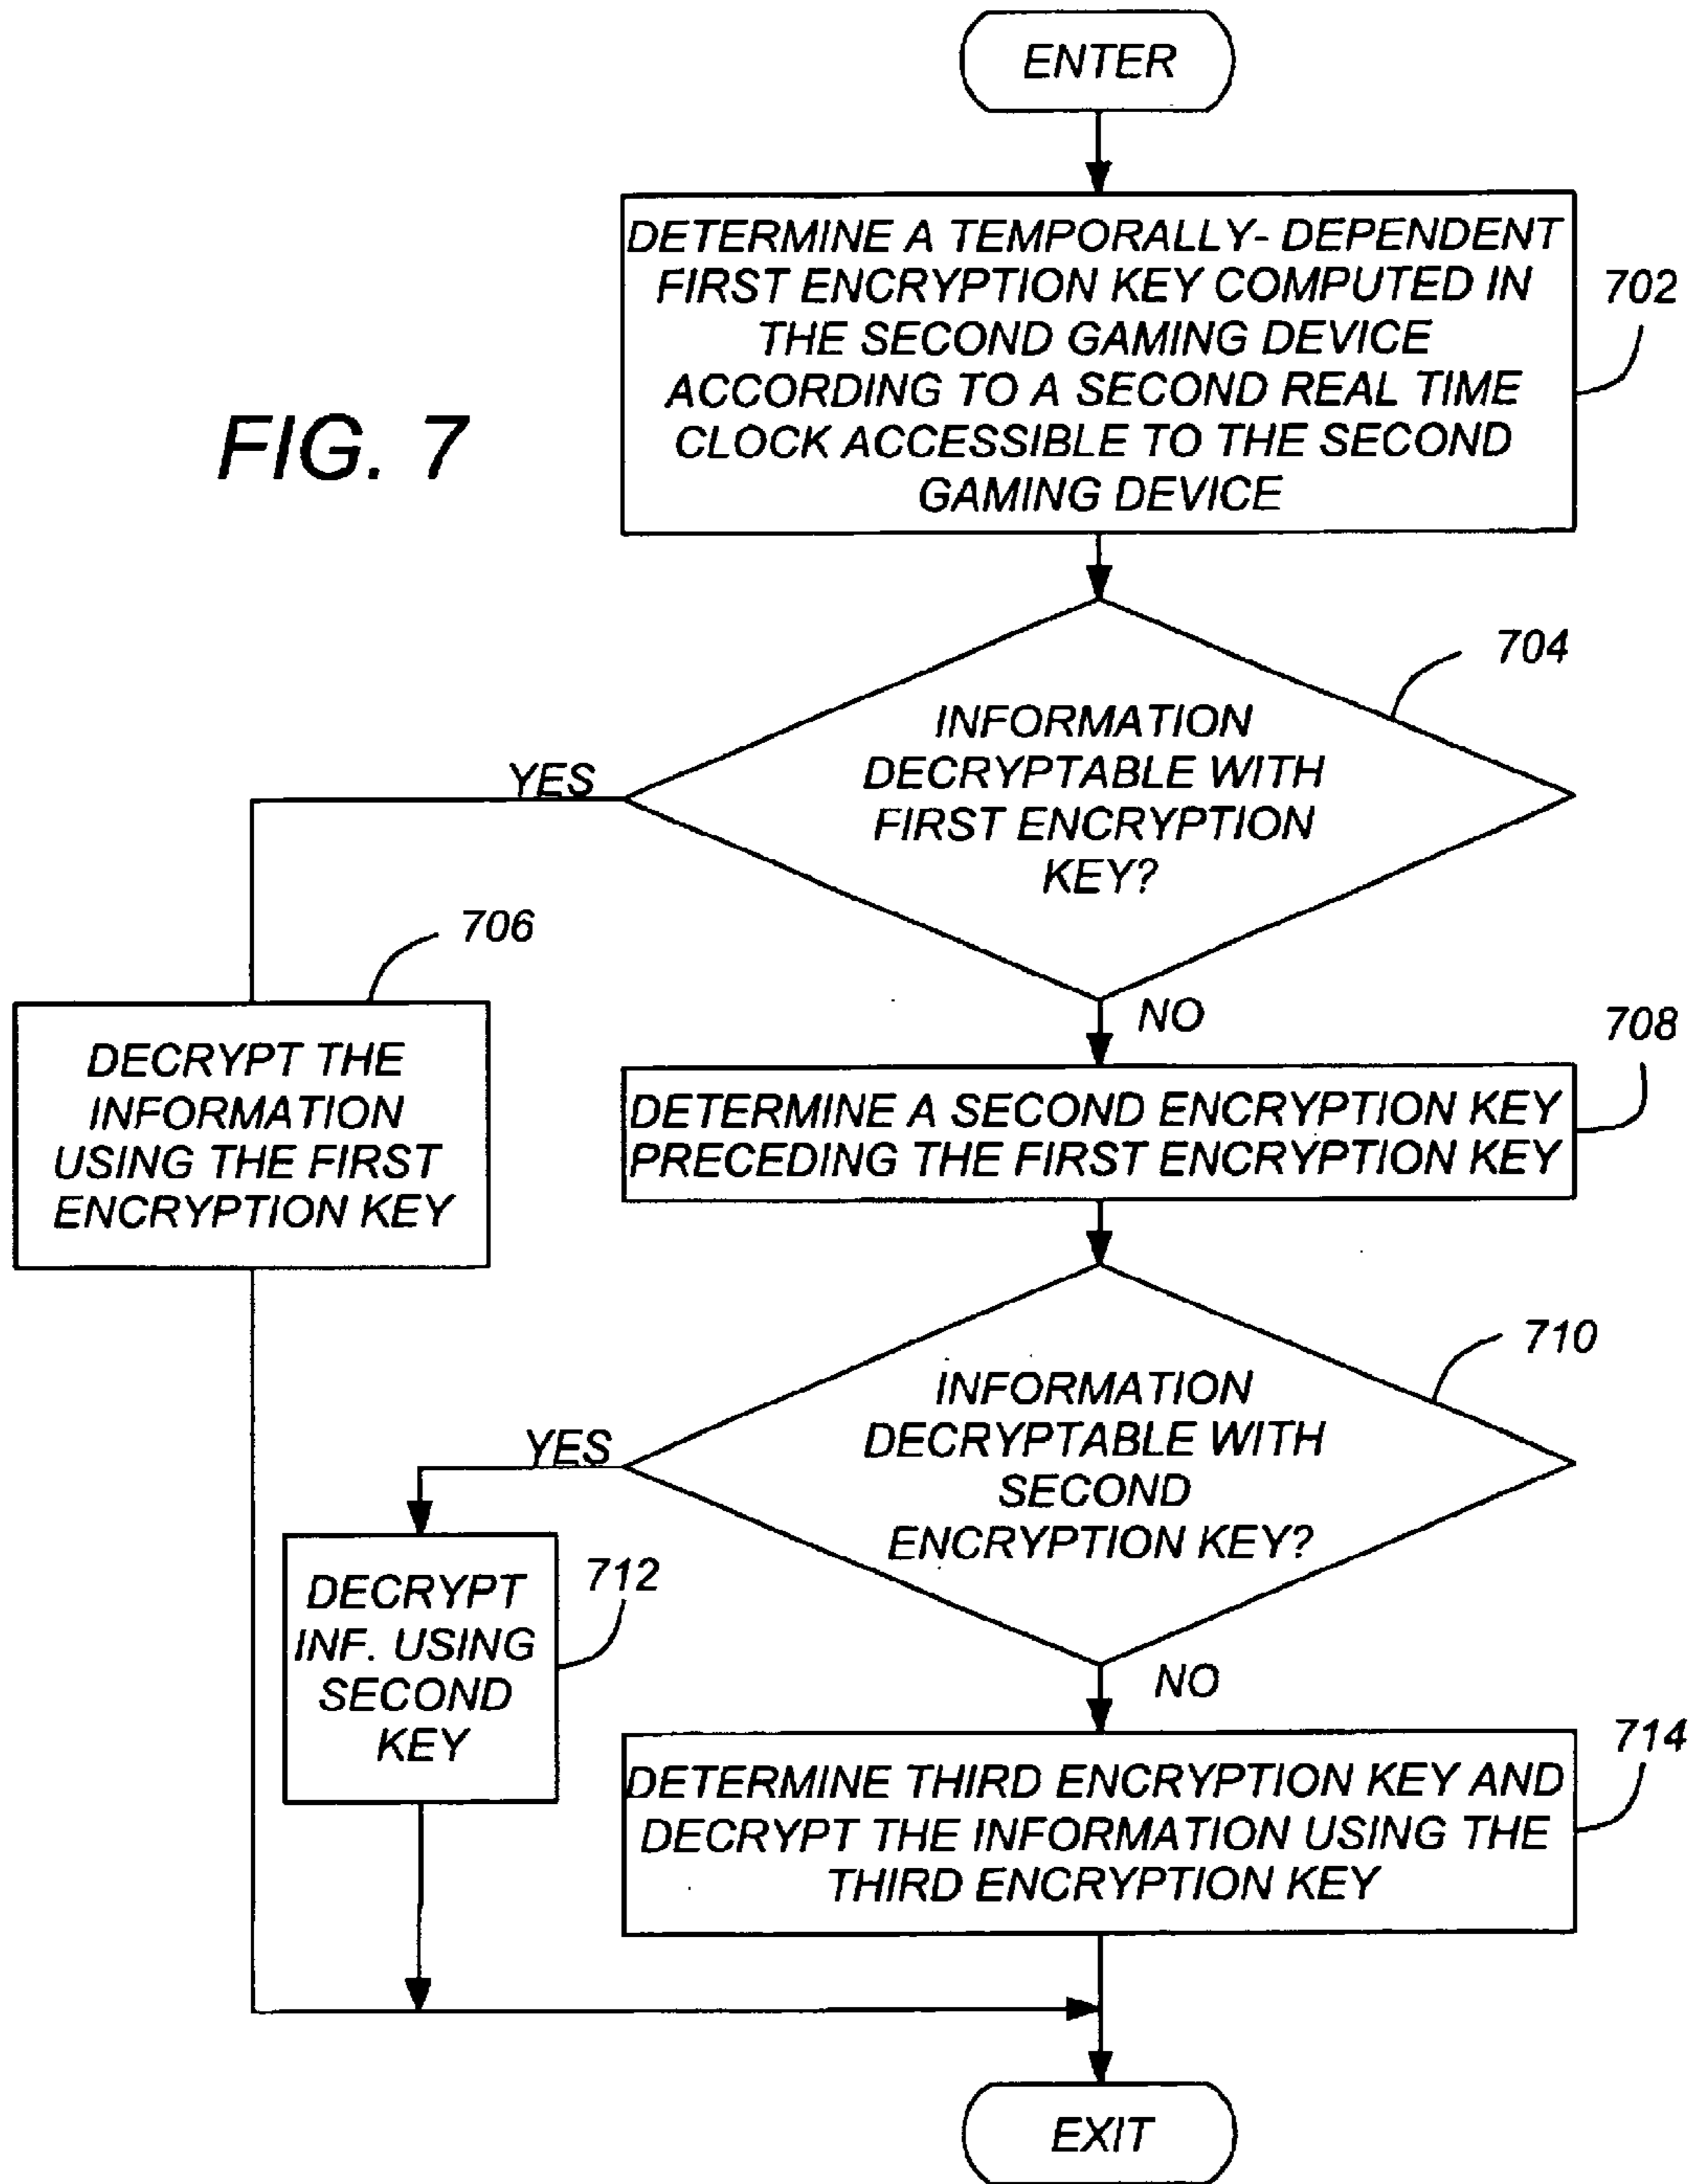 ENTER
DETERMINE A TEMPORALLY- DEPENDENT
FIRST ENCRYPTION KEY COMPUTED IN
THE SECOND GAMING DEVICE
ACCORDING TO A SECOND REAL TIME
CLOCK ACCESSIBLE TO THE SECOND
GAMING DEVICE
702
FIG. 7
704
INFORMATION
DECRYPTABLE WITH
FIRST ENCRYPTION
KEY?
YES
NO
706
DECRYPT THE
INFORMATION
USING THE FIRST
ENCRYPTION KEY
708
DETERMINE A SECOND ENCRYPTION KEY
PRECEDING THE FIRST ENCRYPTION KEY
710
INFORMATION
DECRYPTABLE WITH
SECOND
ENCRYPTION KEY?
YES
NO
712
DECRYPT
INF. USING
SECOND
KEY
714
DETERMINE THIRD ENCRYPTION KEY AND
DECRYPT THE INFORMATION USING THE
THIRD ENCRYPTION KEY
EXIT